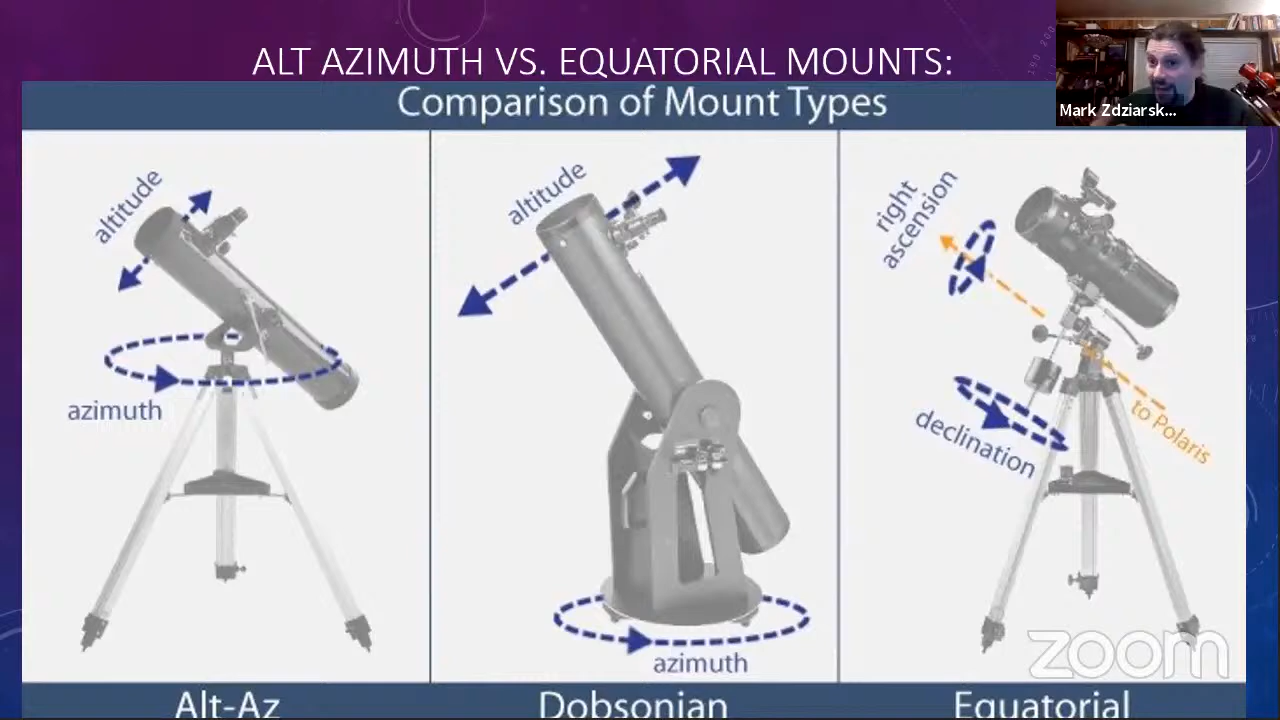 ALT AZIMUTH VS. EQUATORIAL MOUNTS:
Mark Zdziarsk...
Comparison of Mount Types
altitude
azimuth
altitude
azimuth
right
ascension
declination
to Polaris
zoom
Alt-Az
Dobsonian
Equatorial